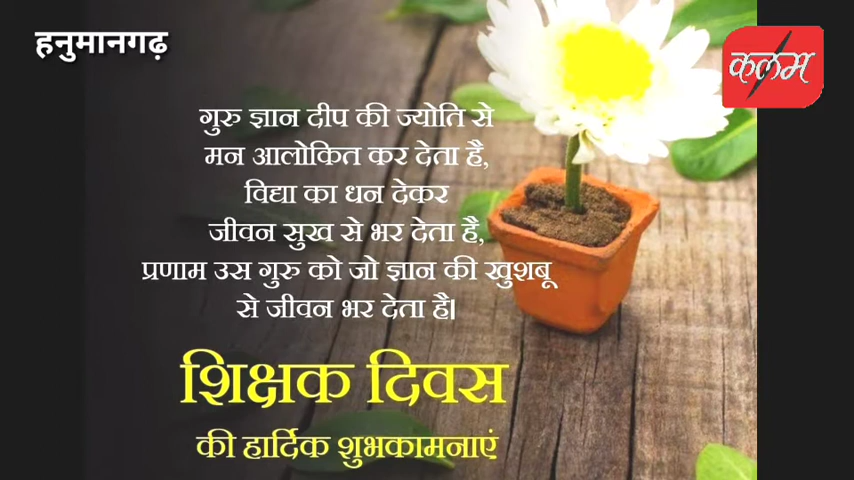 हनुमानगढ़
कलम
गुरु ज्ञान दीप की ज्योति से
मन आलोकित कर देता है,
विद्या का धन देकर
जीवन सुख से भर देता है,
प्रणाम उस गुरु को जो ज्ञान की खुशबू
से जीवन भर देता है।
शिक्षक दिवस
की हार्दिक शुभकामनाएं